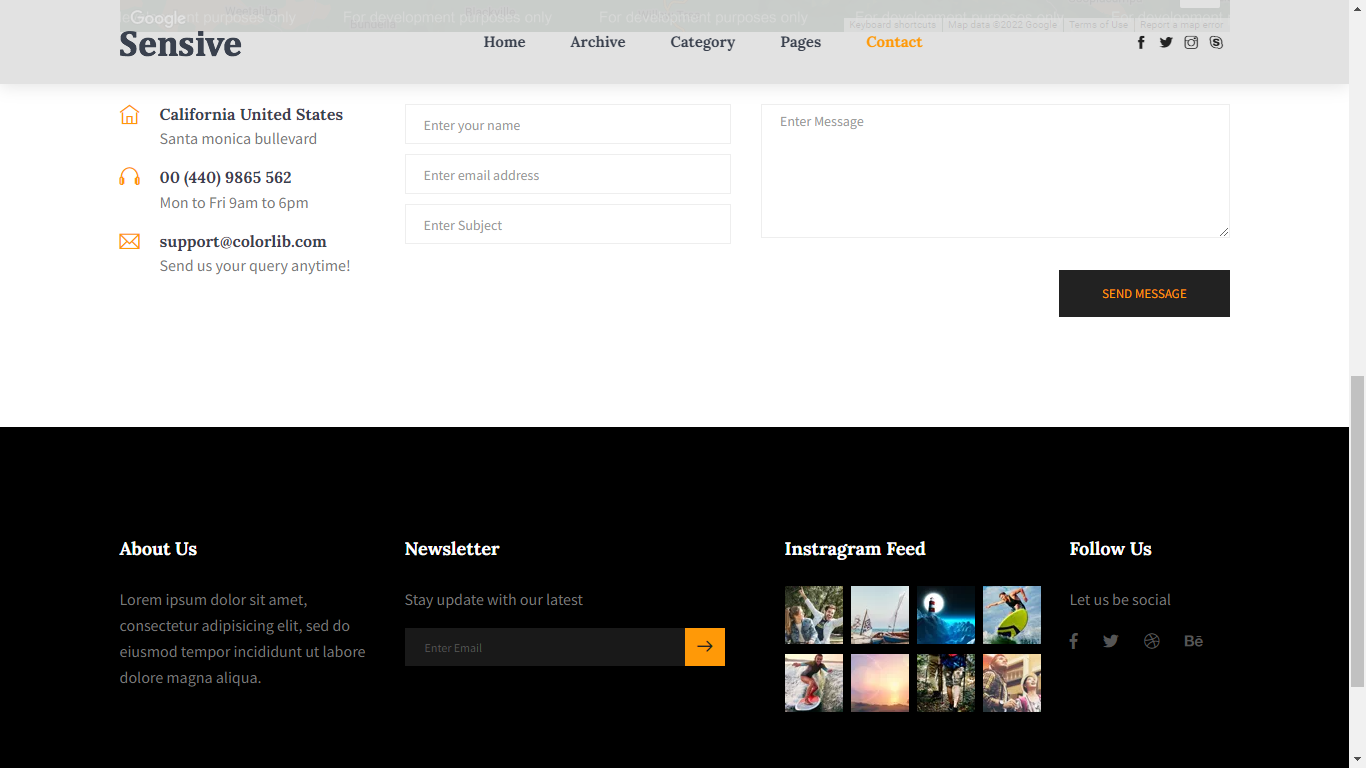 Google
For development purposes only
For development purposes only
Keyboard shortcuts
Map data ©2022 Google
Terms of Use
Report a map error
Sensive
Home
Archive
Category
Pages
Contact
California United States
Santa monica bullevard
00 (440) 9865 562
Mon to Fri 9am to 6pm
support@colorlib.com
Send us your query anytime!
Enter your name
Enter email address
Enter Subject
Enter Message
SEND MESSAGE
About Us
Lorem ipsum dolor sit amet,
consectetur adipisicing elit, sed do
eiusmod tempor incididunt ut labore
dolore magna aliqua.
Newsletter
Stay update with our latest
Enter Email
Instragram Feed
Follow Us
Let us be social
Bē